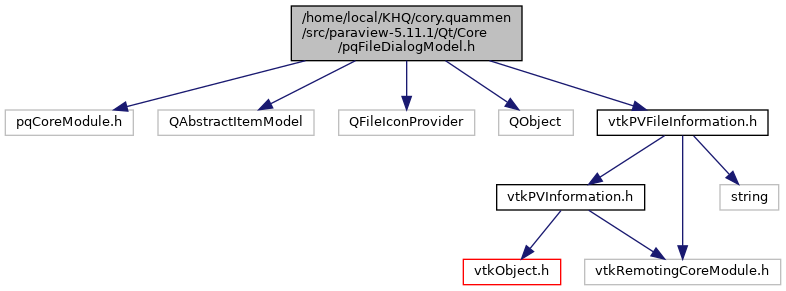 /home/local/KHQ/cory.quammen
/src/paraview-5.11.1/Qt/Core
/pqFileDialogModel.h
pqCoreModule.h
QAbstractItemModel
QFileIconProvider
QObject
vtkPVFileInformation.h
vtkPVInformation.h
string
vtkObject.h
vtkRemotingCoreModule.h